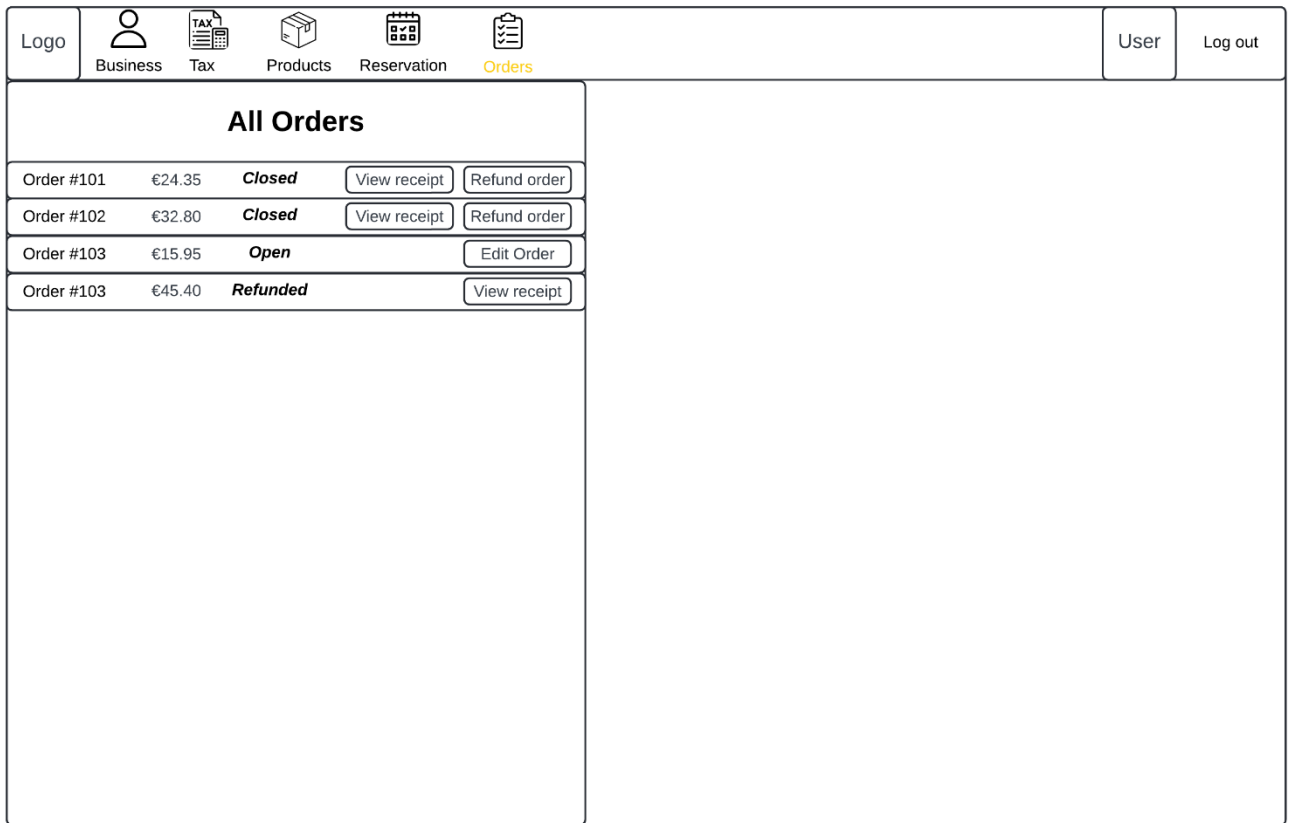 Logo
Business Tax Products Reservation Orders
User
Log out
All Orders
Order #101 €24.35 Closed View receipt Refund order
Order #102 €32.80 Closed View receipt Refund order
Order #103 €15.95 Open Edit Order
Order #103 €45.40 Refunded View receipt
TAX